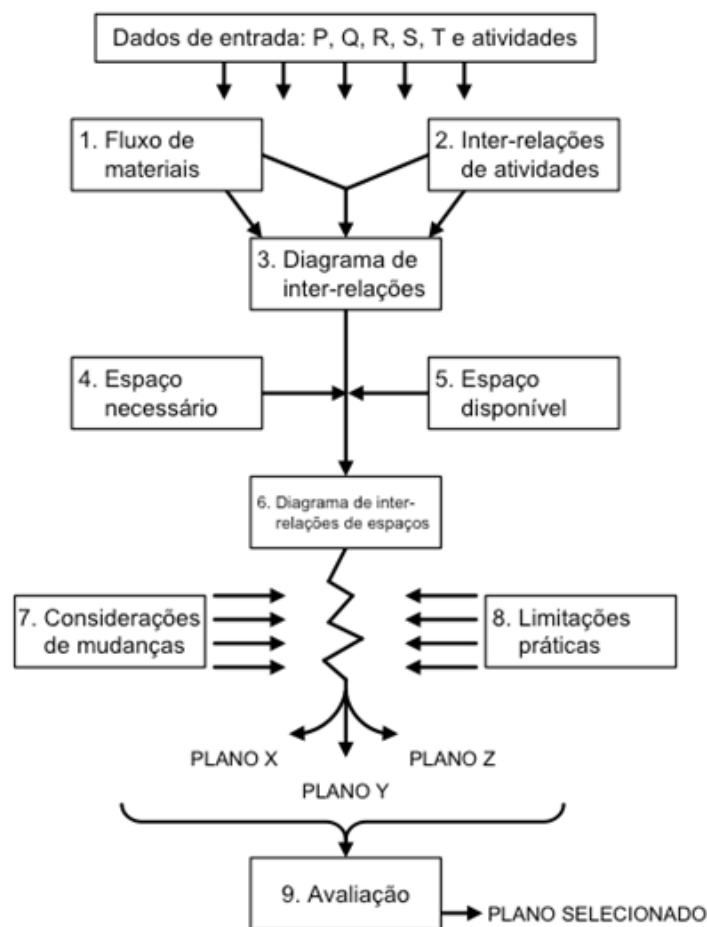 Dados de entrada: P, Q, R, S, T e atividades
1. Fluxo de
materiais
2. Inter-relações
de atividades
3. Diagrama de
inter-relações
4. Espaço
necessário
5. Espaço
disponível
6. Diagrama de inter-
relações de espaços
7. Considerações
de mudanças
8. Limitações
práticas
PLANO X
PLANO Z
PLANO Y
9. Avaliação
PLANO SELECIONADO